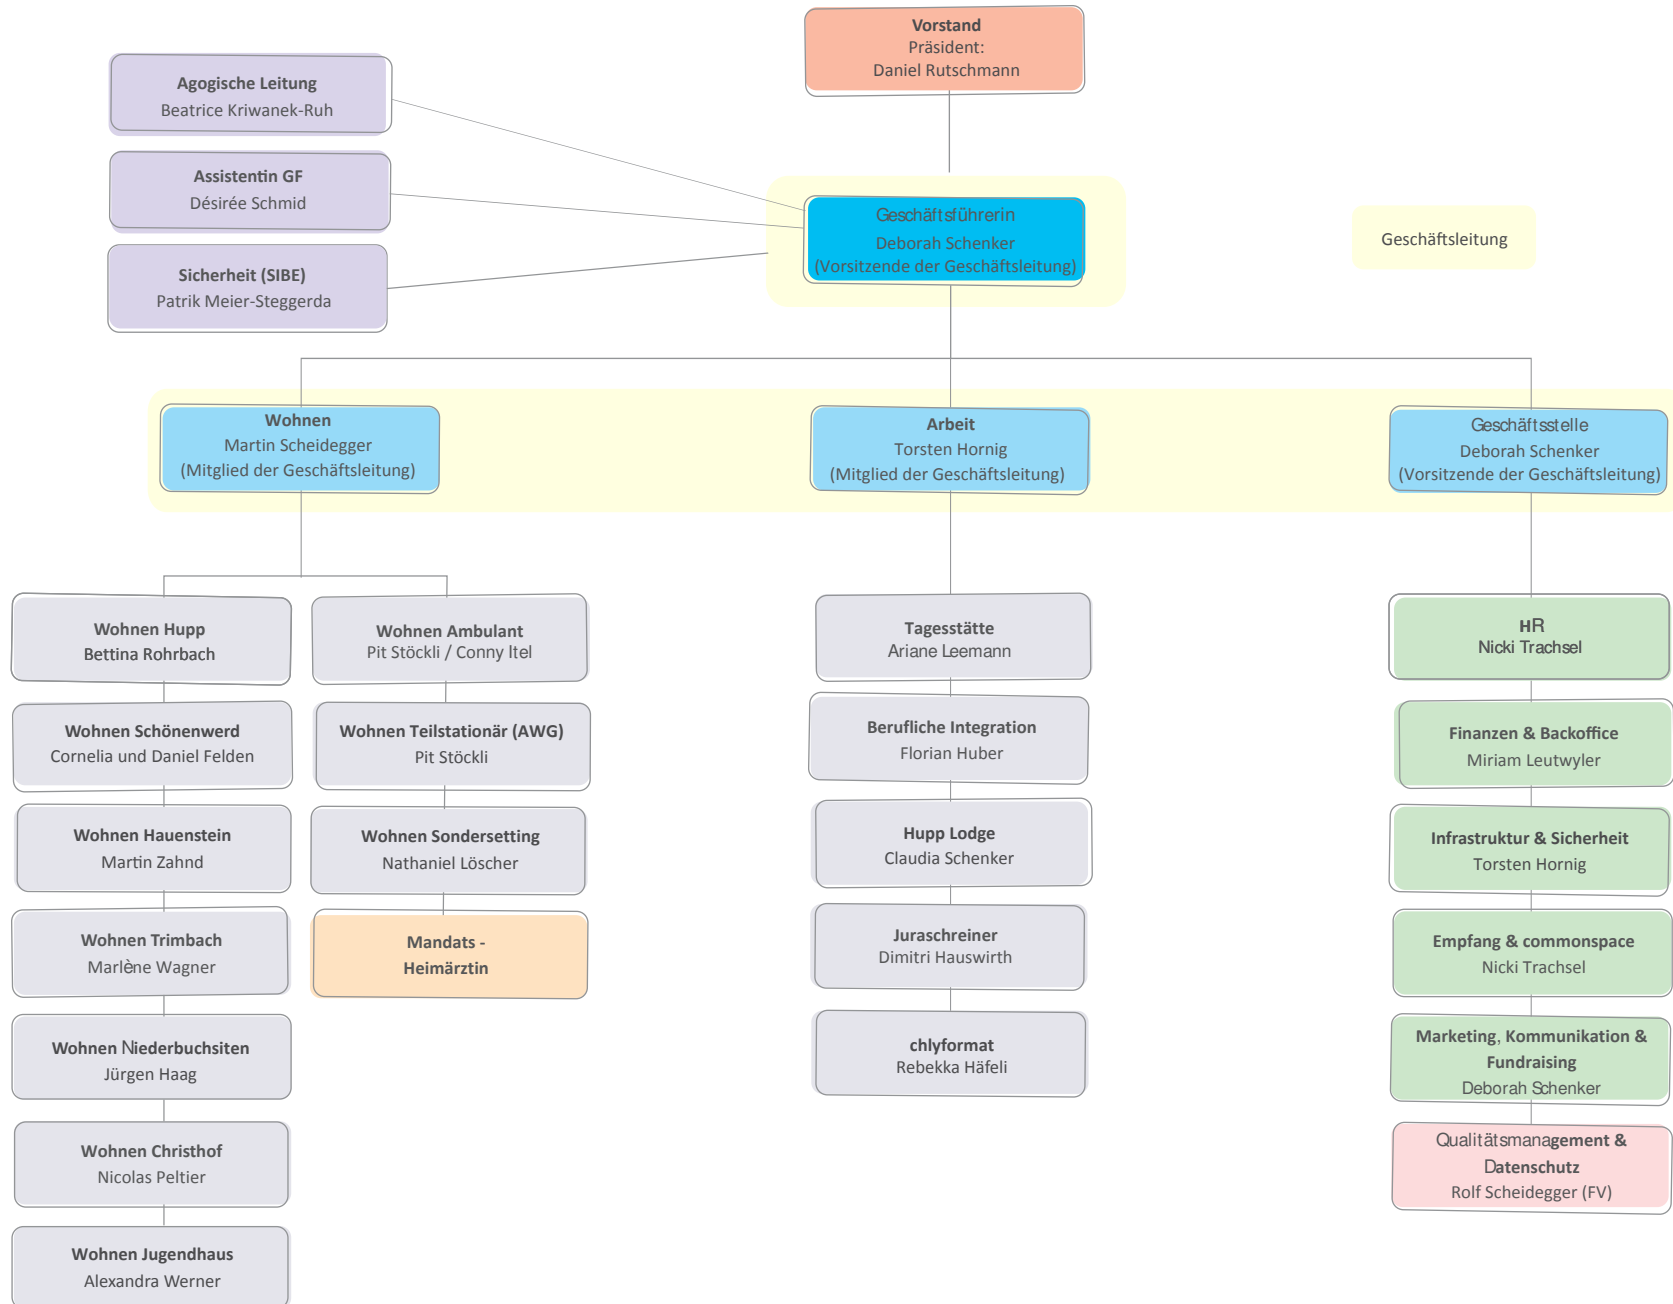 Vorstand
Präsident:
Daniel Rutschmann
Agogische Leitung
Beatrice Kriwanek-Ruh
Assistentin GF
Désirée Schmid
Sicherheit (SIBE)
Patrik Meier-Steggerda
Geschäftsführerin
Deborah Schenker
(Vorsitzende der Geschäftsleitung)
Geschäftsleitung
Wohnen
Martin Scheidegger
(Mitglied der Geschäftsleitung)
Arbeit
Torsten Hornig
(Mitglied der Geschäftsleitung)
Geschäftsstelle
Deborah Schenker
(Vorsitzende der Geschäftsleitung)
Wohnen Hupp
Bettina Rohrbach
Wohnen Schönenwerd
Cornelia und Daniel Felden
Wohnen Hauenstein
Martin Zahnd
Wohnen Trimbach
Marlène Wagner
Wohnen Niederbuchsiten
Jürgen Haag
Wohnen Christhof
Nicolas Peltier
Wohnen Jugendhaus
Alexandra Werner
Wohnen Ambulant
Pit Stöckli / Conny Itel
Wohnen Teilstationär (AWG)
Pit Stöckli
Wohnen Sondersetting
Nathaniel Löscher
Mandats -
Heimärztin
Tagesstätte
Ariane Leemann
Berufliche Integration
Florian Huber
Hupp Lodge
Claudia Schenker
Juraschreiner
Dimitri Hauswirth
chlyformat
Rebekka Häfeli
HR
Nicki Trachsel
Finanzen & Backoffice
Miriam Leutwyler
Infrastruktur & Sicherheit
Torsten Hornig
Empfang & commonspace
Nicki Trachsel
Marketing, Kommunikation &
Fundraising
Deborah Schenker
Qualitätsmanagement &
Datenschutz
Rolf Scheidegger (FV)